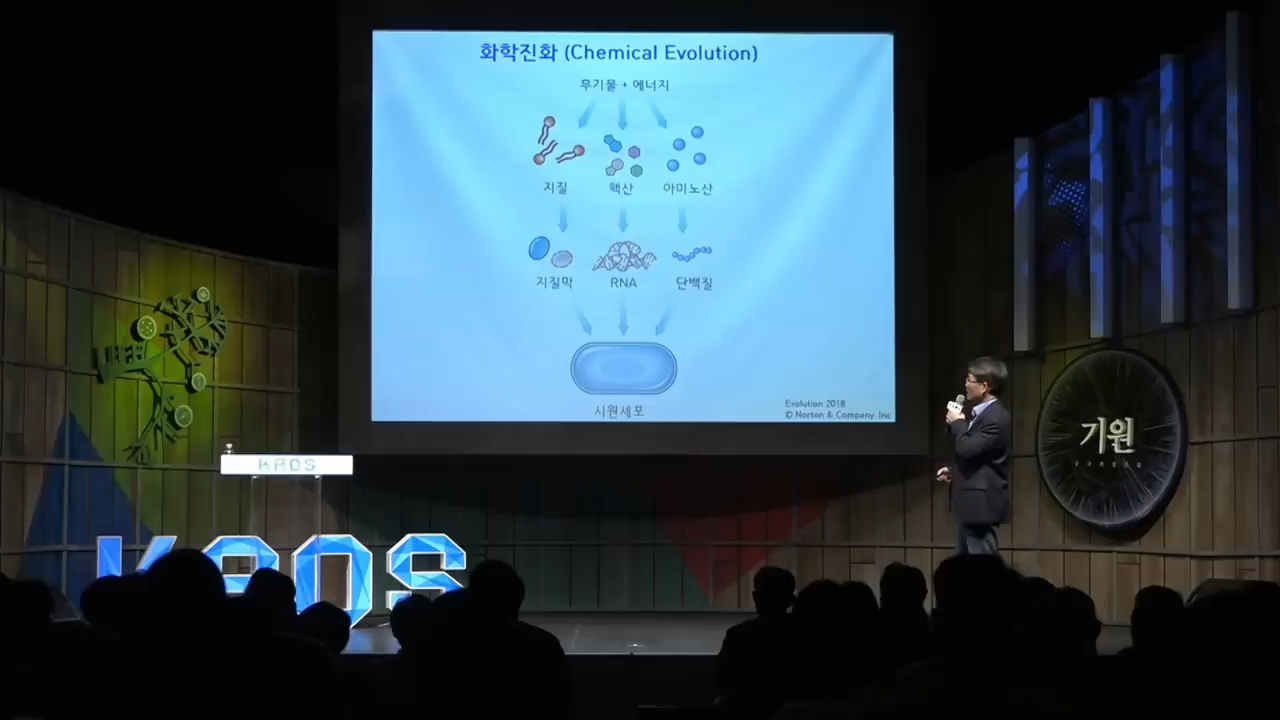 화학진화 (Chemical Evolution)
무기물 + 에너지
지질 핵산 아미노산
지질막 RNA 단백질
시원세포
Evolution 2018
© Norton & Company. Inc
KAOS
기원
KAOS